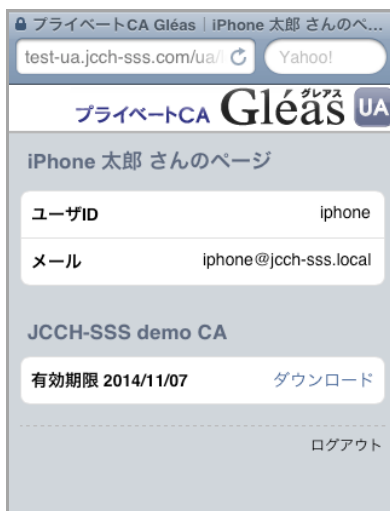 プライベートCA Gléas｜iPhone 太郎 さんのペ...
test-ua.jcch-sss.com/ua/ Yahoo!
プライベートCA Gléas グレアス UA
iPhone 太郎 さんのページ
ユーザID iphone
メール iphone@jcch-sss.local
JCCH-SSS demo CA
有効期限 2014/11/07 ダウンロード
ログアウト